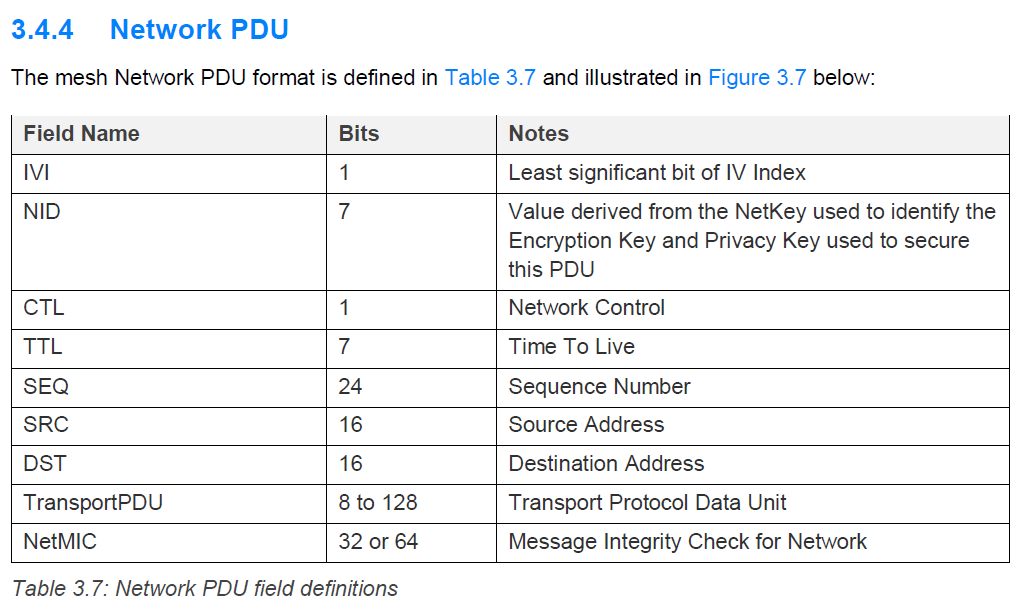 3.4.4 Network PDU
The mesh Network PDU format is defined in Table 3.7 and illustrated in Figure 3.7 below:
Field Name Bits Notes
IVI 1 Least significant bit of IV Index
NID 7 Value derived from the NetKey used to identify the
Encryption Key and Privacy Key used to secure
this PDU
CTL 1 Network Control
TTL 7 Time To Live
SEQ 24 Sequence Number
SRC 16 Source Address
DST 16 Destination Address
TransportPDU 8 to 128 Transport Protocol Data Unit
NetMIC 32 or 64 Message Integrity Check for Network
Table 3.7: Network PDU field definitions